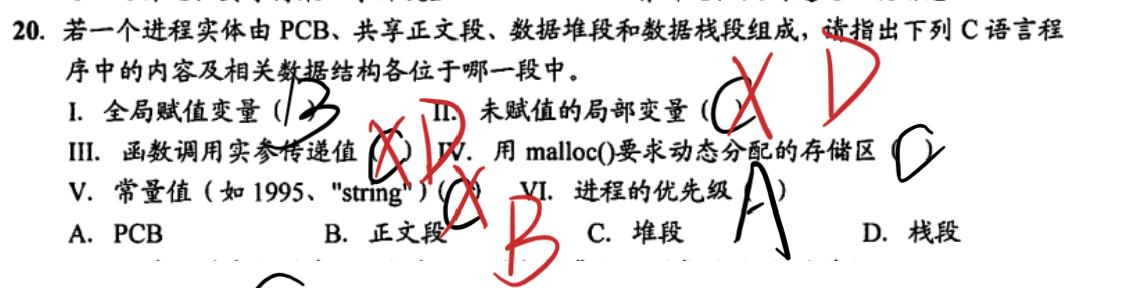 20. 若一个进程实体由 PCB、共享正文段、数据堆段和数据栈段组成，请指出下列 C 语言程
序中的内容及相关数据结构各位于哪一段中。
I. 全局赋值变量（B） II. 未赋值的局部变量（C）X D
III. 函数调用实参传递值（C）X D IV. 用 malloc()要求动态分配的存储区（C）
V. 常量值（如 1995、"string"）（C）X B VI. 进程的优先级（A）
A. PCB B. 正文段 C. 堆段 D. 栈段